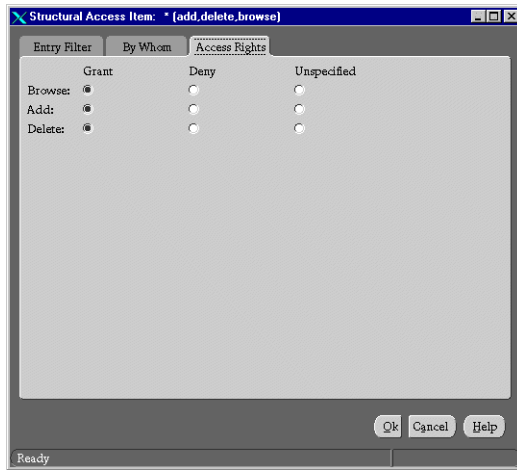 Structural Access Item: * (add,delete,browse)
Entry Filter By Whom Access Rights
Grant Deny Unspecified
Browse:
Add:
Delete:
Ok Cancel Help
Ready